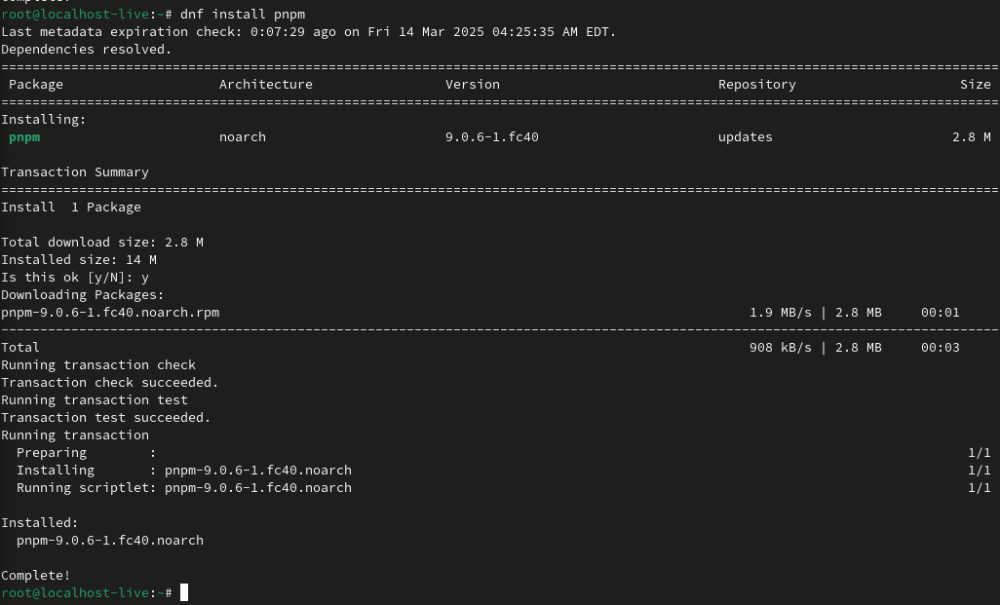 root@localhost-live:~# dnf install pnpm
Last metadata expiration check: 0:07:29 ago on Fri 14 Mar 2025 04:25:35 AM EDT.
Dependencies resolved.
Package Architecture Version Repository Size
Installing:
pnpm noarch 9.0.6-1.fc40 updates 2.8 M
Transaction Summary
Install 1 Package
Total download size: 2.8 M
Installed size: 14 M
Is this ok [y/N]: y
Downloading Packages:
pnpm-9.0.6-1.fc40.noarch.rpm 1.9 MB/s | 2.8 MB 00:01
Total 908 kB/s | 2.8 MB 00:03
Running transaction check
Transaction check succeeded.
Running transaction test
Transaction test succeeded.
Running transaction
Preparing : 1/1
Installing : pnpm-9.0.6-1.fc40.noarch 1/1
Running scriptlet: pnpm-9.0.6-1.fc40.noarch 1/1
Installed:
pnpm-9.0.6-1.fc40.noarch
Complete!
root@localhost-live:~#